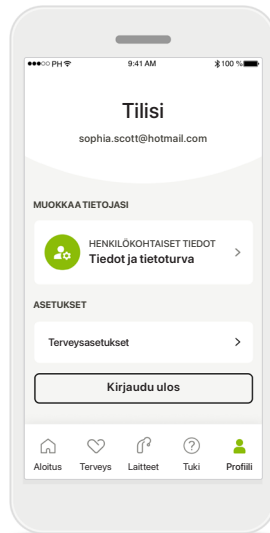 PH 9:41 AM 100 %
Tilisi
sophia.scott@hotmail.com
MUOKKAA TIETOJASI
HENKILÖKOHTAISET TIEDOT
Tiedot ja tietoturva
ASETUKSET
Terveysasetukset
Kirjaudu ulos
Aloitus Terveys Laitteet Tuki Profiili